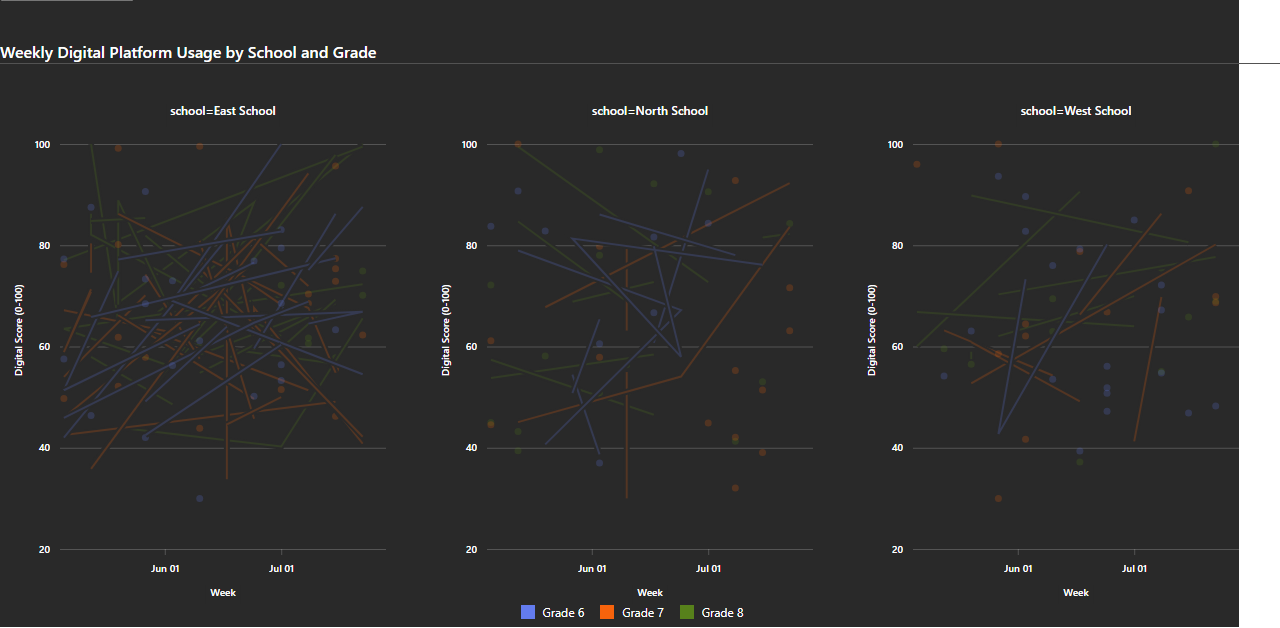 Weekly Digital Platform Usage by School and Grade
school=East School
school=North School
school=West School
100
80
60
40
20
Digital Score (0-100)
Jun 01
Jul 01
Week
100
80
60
40
20
Digital Score (0-100)
Jun 01
Jul 01
Week
100
80
60
40
20
Digital Score (0-100)
Jun 01
Jul 01
Week
Grade 6
Grade 7
Grade 8